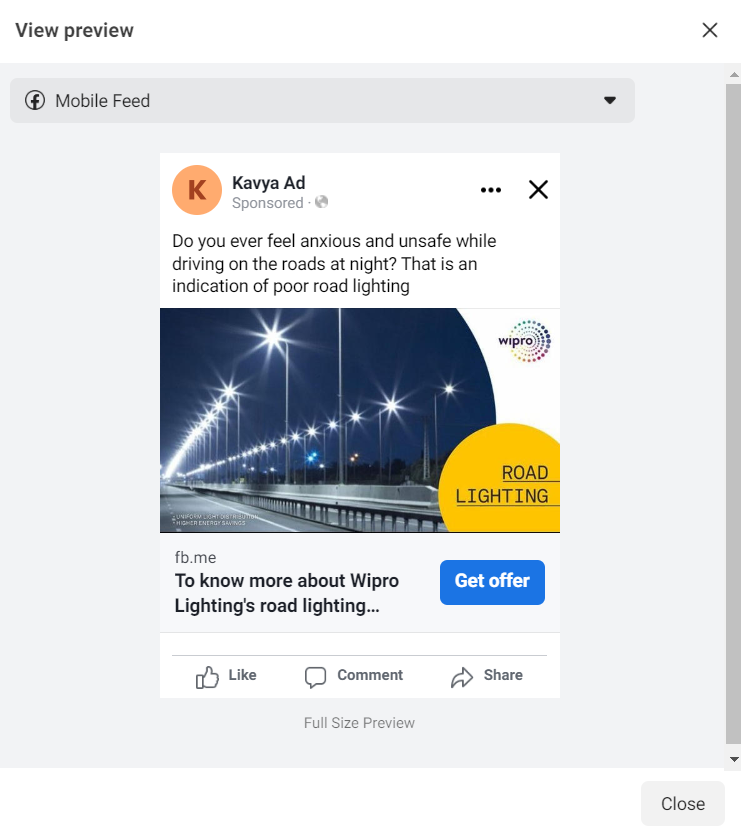 View preview
Mobile Feed
K
Kavya Ad
Sponsored ·
Do you ever feel anxious and unsafe while
driving on the roads at night? That is an
indication of poor road lighting
wipro
ROAD
LIGHTING
UNIFORM LIGHT DISTRIBUTION
HIGHER ENERGY SAVINGS
fb.me
To know more about Wipro
Lighting's road lighting...
Get offer
Like
Comment
Share
Full Size Preview
Close